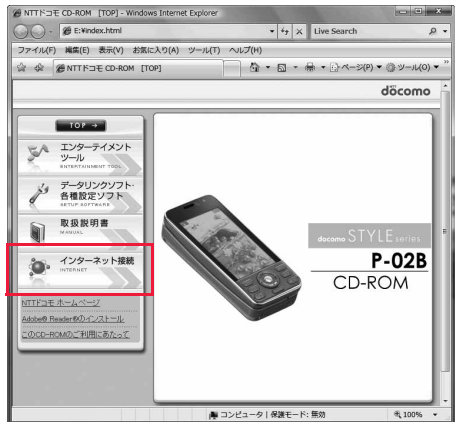 NTTドコモ CD-ROM [TOP] - Windows Internet Explorer
E:¥index.html
Live Search
ファイル(F) 編集(E) 表示(V) お気に入り(A) ツール(T) ヘルプ(H)
NTTドコモ CD-ROM [TOP]
ページ(P) ツール(O)
döcomo
TOP →
エンターテイメント
ツール
ENTERTAINMENT TOOL
データリンクソフト・
各種設定ソフト
SETUP SOFTWARE
取扱説明書
MANUAL
インターネット接続
INTERNET
NTTドコモ ホームページ
Adobe® Reader®のインストール
このCD-ROMのご利用にあたって
docomo STYLE series
P-02B
CD-ROM
コンピュータ | 保護モード: 無効
100%